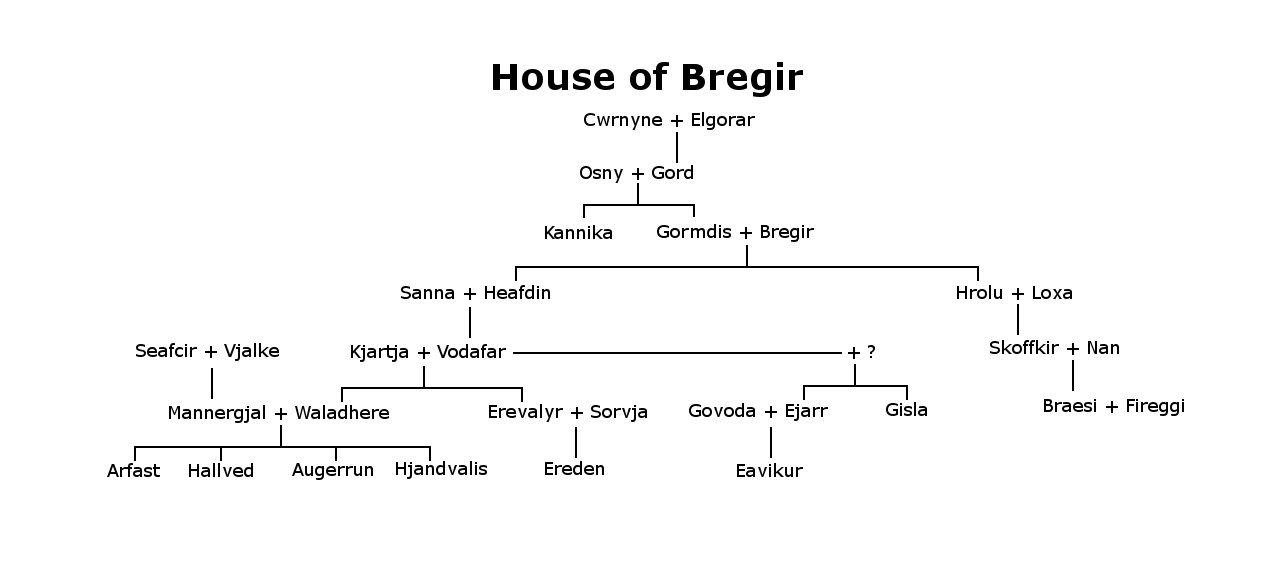 House of Bregir
Cwrnyne + Elgorar
Osny + Gord
Kannika
Gormdis + Bregir
Sanna + Heafdin
Hrolu + Loxa
Seafcir + Vjalke
Kjartja + Vodafar
+ ?
Skoffkir + Nan
Mannergjal + Waladhere
Erevalyr + Sorvja
Govoda + Ejarr
Gisla
Braesi + Fireggi
Arfast
Hallved
Augerrun
Hjandvalis
Ereden
Eavikur